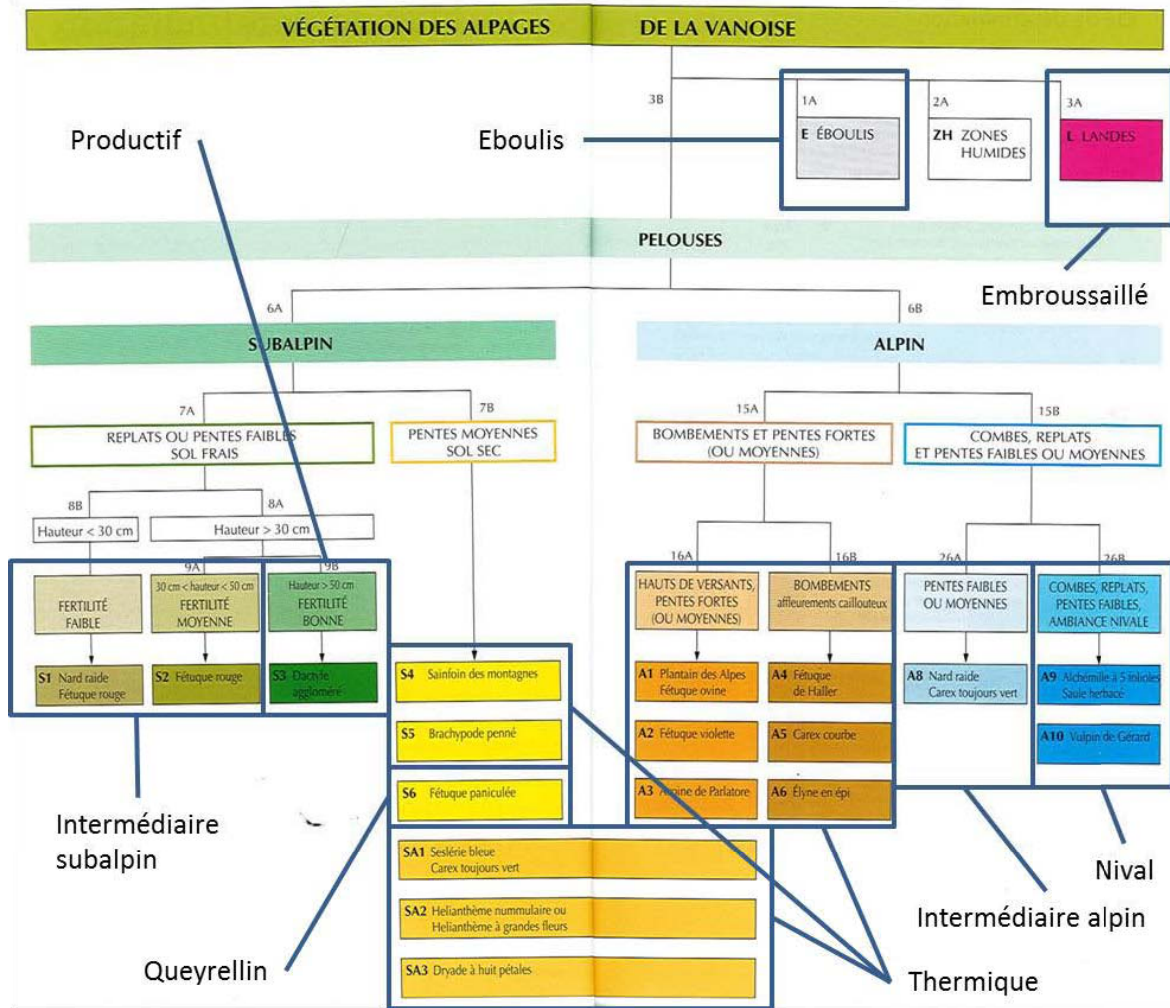 VÉGÉTATION DES ALPAGES DE LA VANOISE
3B
1A
2A
3A
Productif
Eboulis
E ÉBOULIS
ZH ZONES
HUMIDES
L LANDES
PELOUSES
Embroussaillé
6A
6B
SUBALPIN
ALPIN
7A
7B
15A
15B
REPLATS OU PENTES FAIBLES
SOL FRAIS
PENTES MOYENNES
SOL SEC
BOMBEMENTS ET PENTES FORTES
(OU MOYENNES)
COMBES, REPLATS
ET PENTES FAIBLES OU MOYENNES
8B
8A
Hauteur < 30 cm
Hauteur > 30 cm
9A
9B
16A
16B
26A
26B
FERTILITÉ
FAIBLE
30 cm < hauteur < 50 cm
FERTILITÉ
MOYENNE
Hauteur > 50 cm
FERTILITÉ
BONNE
HAUTS DE VERSANTS,
PENTES FORTES
(OU MOYENNES)
BOMBEMENTS
affleurements caillouteux
PENTES FAIBLES
OU MOYENNES
COMBES, REPLATS,
PENTES FAIBLES,
AMBIANCE NIVALE
S1 Nard raide
Fétuque rouge
S2 Fétuque rouge
S3 Dactyle
aggloméré
S4 Sainfoin des montagnes
S5 Brachypode penné
S6 Fétuque paniculée
A1 Plantain des Alpes
Fétuque ovine
A2 Fétuque violette
A3 Avoine de Parlatore
A4 Fétuque
de Haller
A5 Carex courbe
A6 Élyne en épi
A8 Nard raide
Carex toujours vert
A9 Alchémille à 5 folioles
Saule herbacé
A10 Vulpin de Gérard
Intermédiaire
subalpin
SA1 Seslérie bleue
Carex toujours vert
SA2 Helianthème nummulaire ou
Helianthème à grandes fleurs
SA3 Dryade à huit pétales
Nival
Intermédiaire alpin
Queyrellin
Thermique